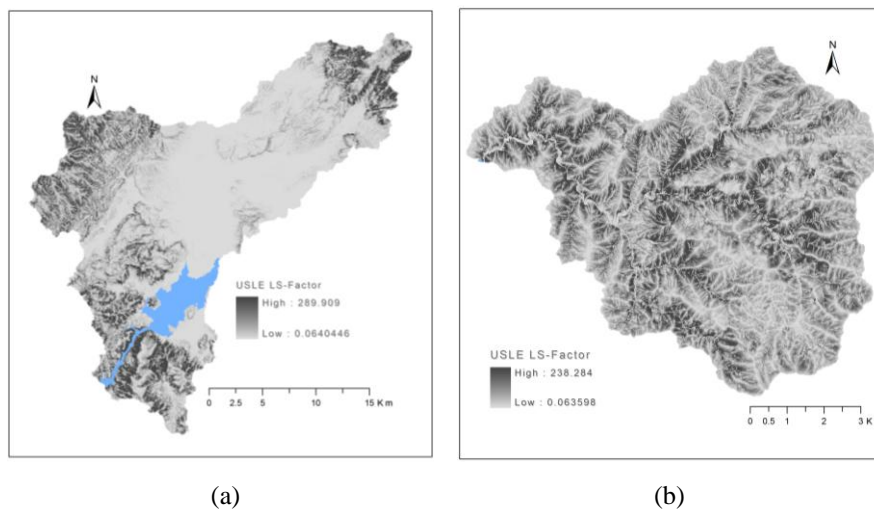 N
USLE LS-Factor
High : 289.909
Low : 0.0640446
0 2.5 5 10 15 Km
(a)
N
USLE LS-Factor
High : 238.284
Low : 0.063598
0 0.5 1 2 3 K
(b)